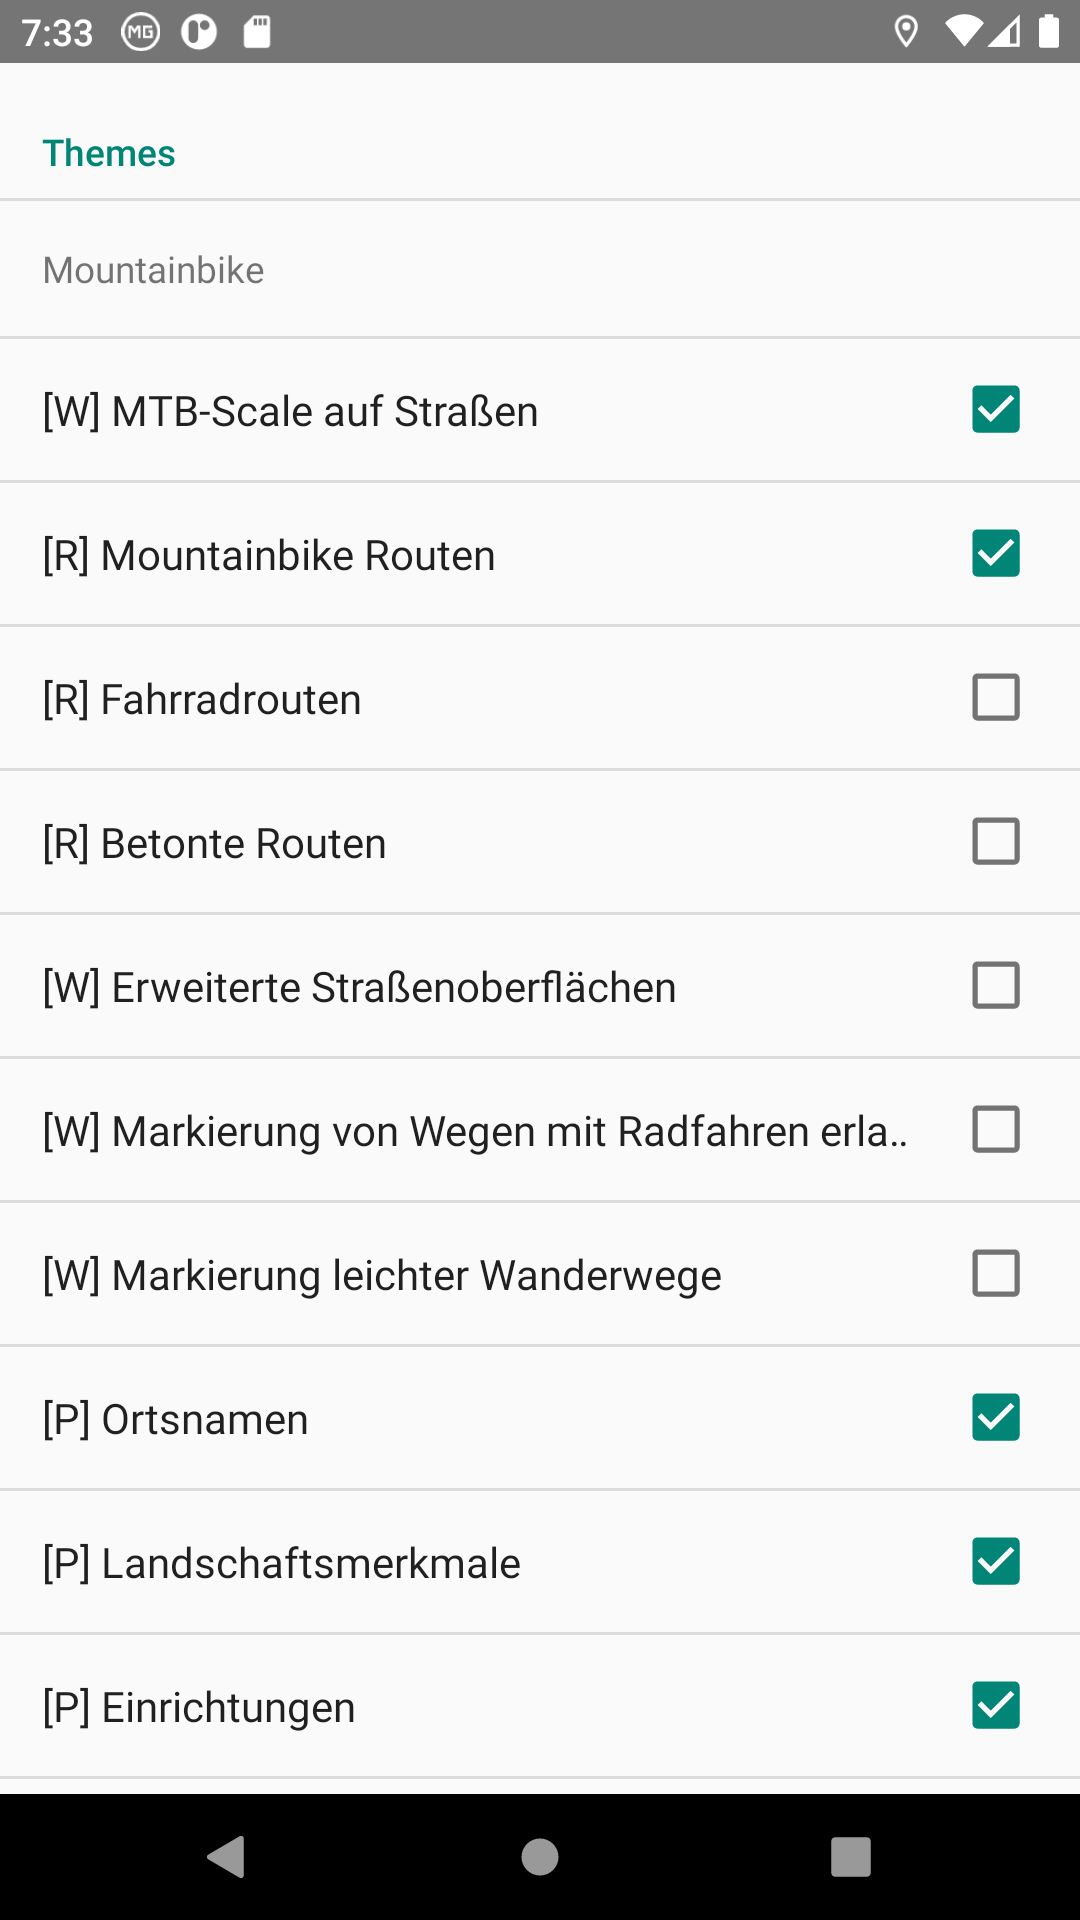 7:33 MG
Themes
Mountainbike
[W] MTB-Scale auf Straßen
[R] Mountainbike Routen
[R] Fahrradrouten
[R] Betonte Routen
[W] Erweiterte Straßenoberflächen
[W] Markierung von Wegen mit Radfahren erla..
[W] Markierung leichter Wanderwege
[P] Ortsnamen
[P] Landschaftsmerkmale
[P] Einrichtungen